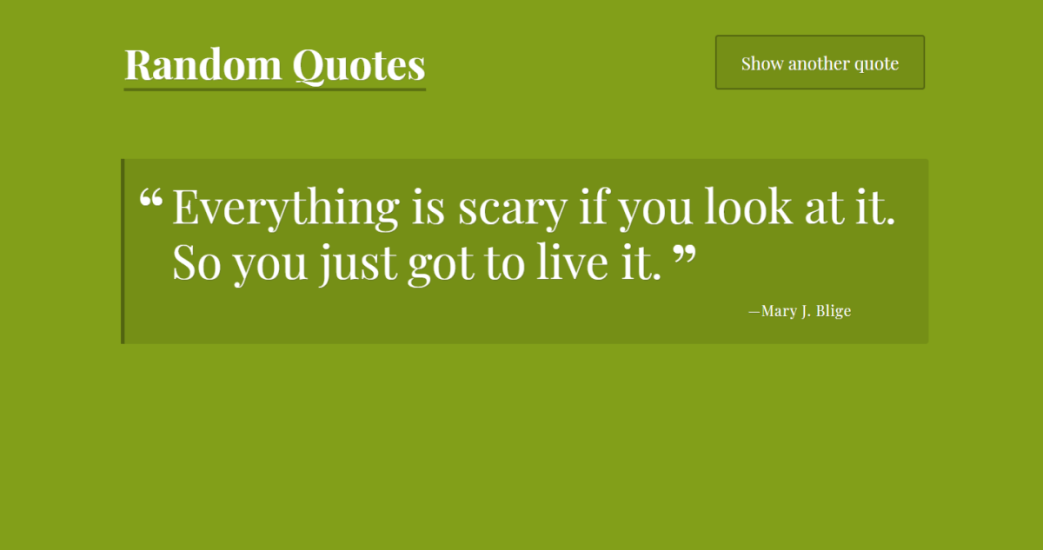 Random Quotes
Show another quote
“ Everything is scary if you look at it.
So you just got to live it. ”
—Mary J. Blige